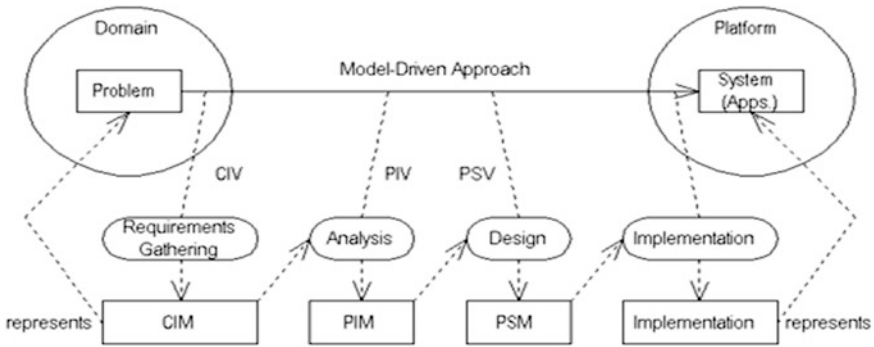 Domain
Platform
Model-Driven Approach
Problem
System
(Apps.)
CIV
PIV
PSV
Requirements
Gathering
Analysis
Design
Implementation
represents
CIM
PIM
PSM
Implementation
represents